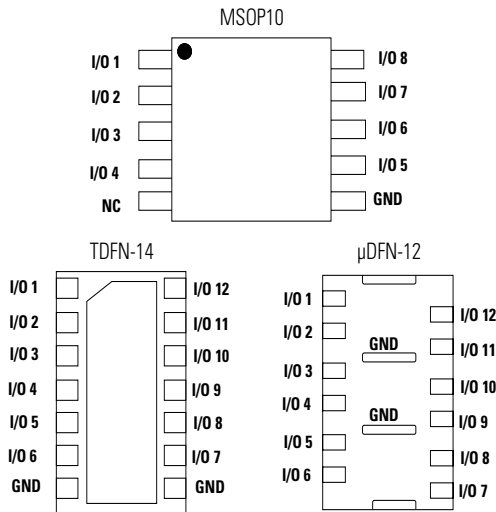 MSOP10
I/O 1
I/O 2
I/O 3
I/O 4
NC
I/O 8
I/O 7
I/O 6
I/O 5
GND
TDFN-14
I/O 1
I/O 2
I/O 3
I/O 4
I/O 5
I/O 6
GND
I/O 12
I/O 11
I/O 10
I/O 9
I/O 8
I/O 7
GND
µDFN-12
I/O 1
I/O 2
I/O 3
I/O 4
I/O 5
I/O 6
GND
GND
I/O 12
I/O 11
I/O 10
I/O 9
I/O 8
I/O 7